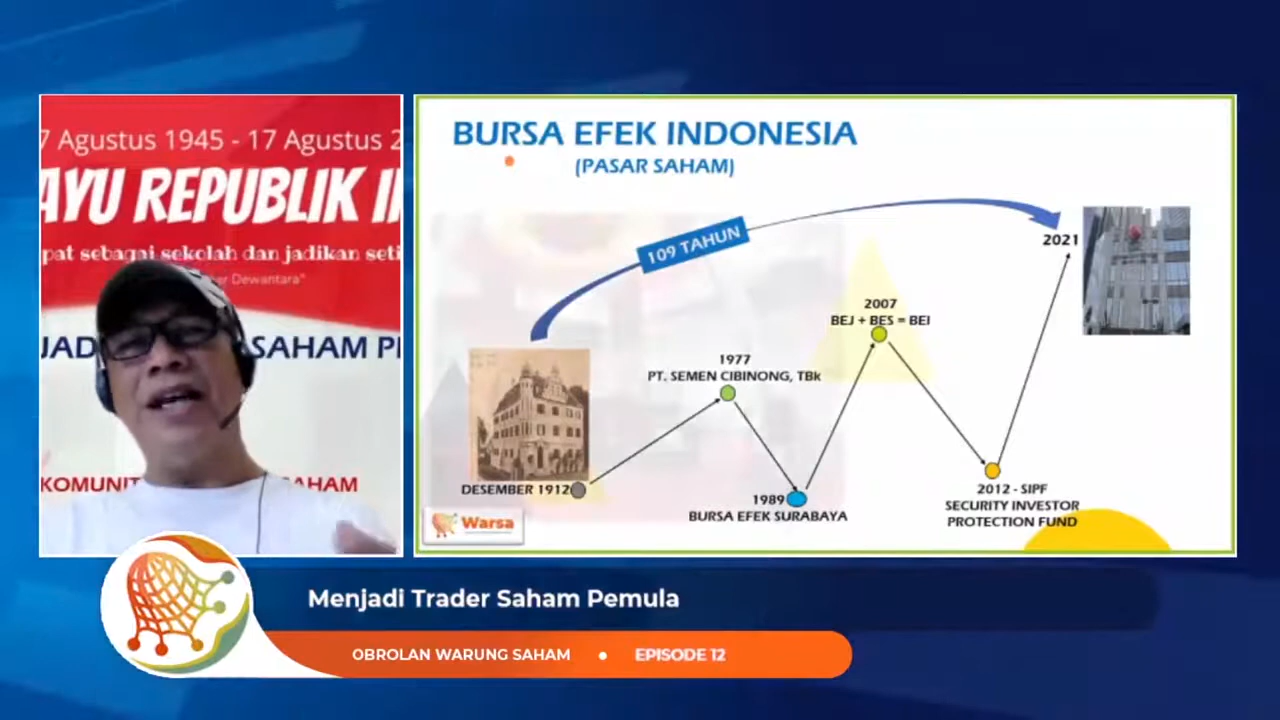 7 Agustus 1945 - 17 Agustus 2
AYU REPUBLIK I
pat sebagai sekolah dan jadikan seti
er Dewantara"
JAD SAHAM P
KOMUNIT AHAM
BURSA EFEK INDONESIA
(PASAR SAHAM)
109 TAHUN
2021
2007
BEJ + BES = BEI
1977
PT. SEMEN CIBINONG, TBk
DESEMBER 1912
1989
BURSA EFEK SURABAYA
2012 - SIPF
SECURITY INVESTOR
PROTECTION FUND
Warsa
Menjadi Trader Saham Pemula
OBROLAN WARUNG SAHAM • EPISODE 12